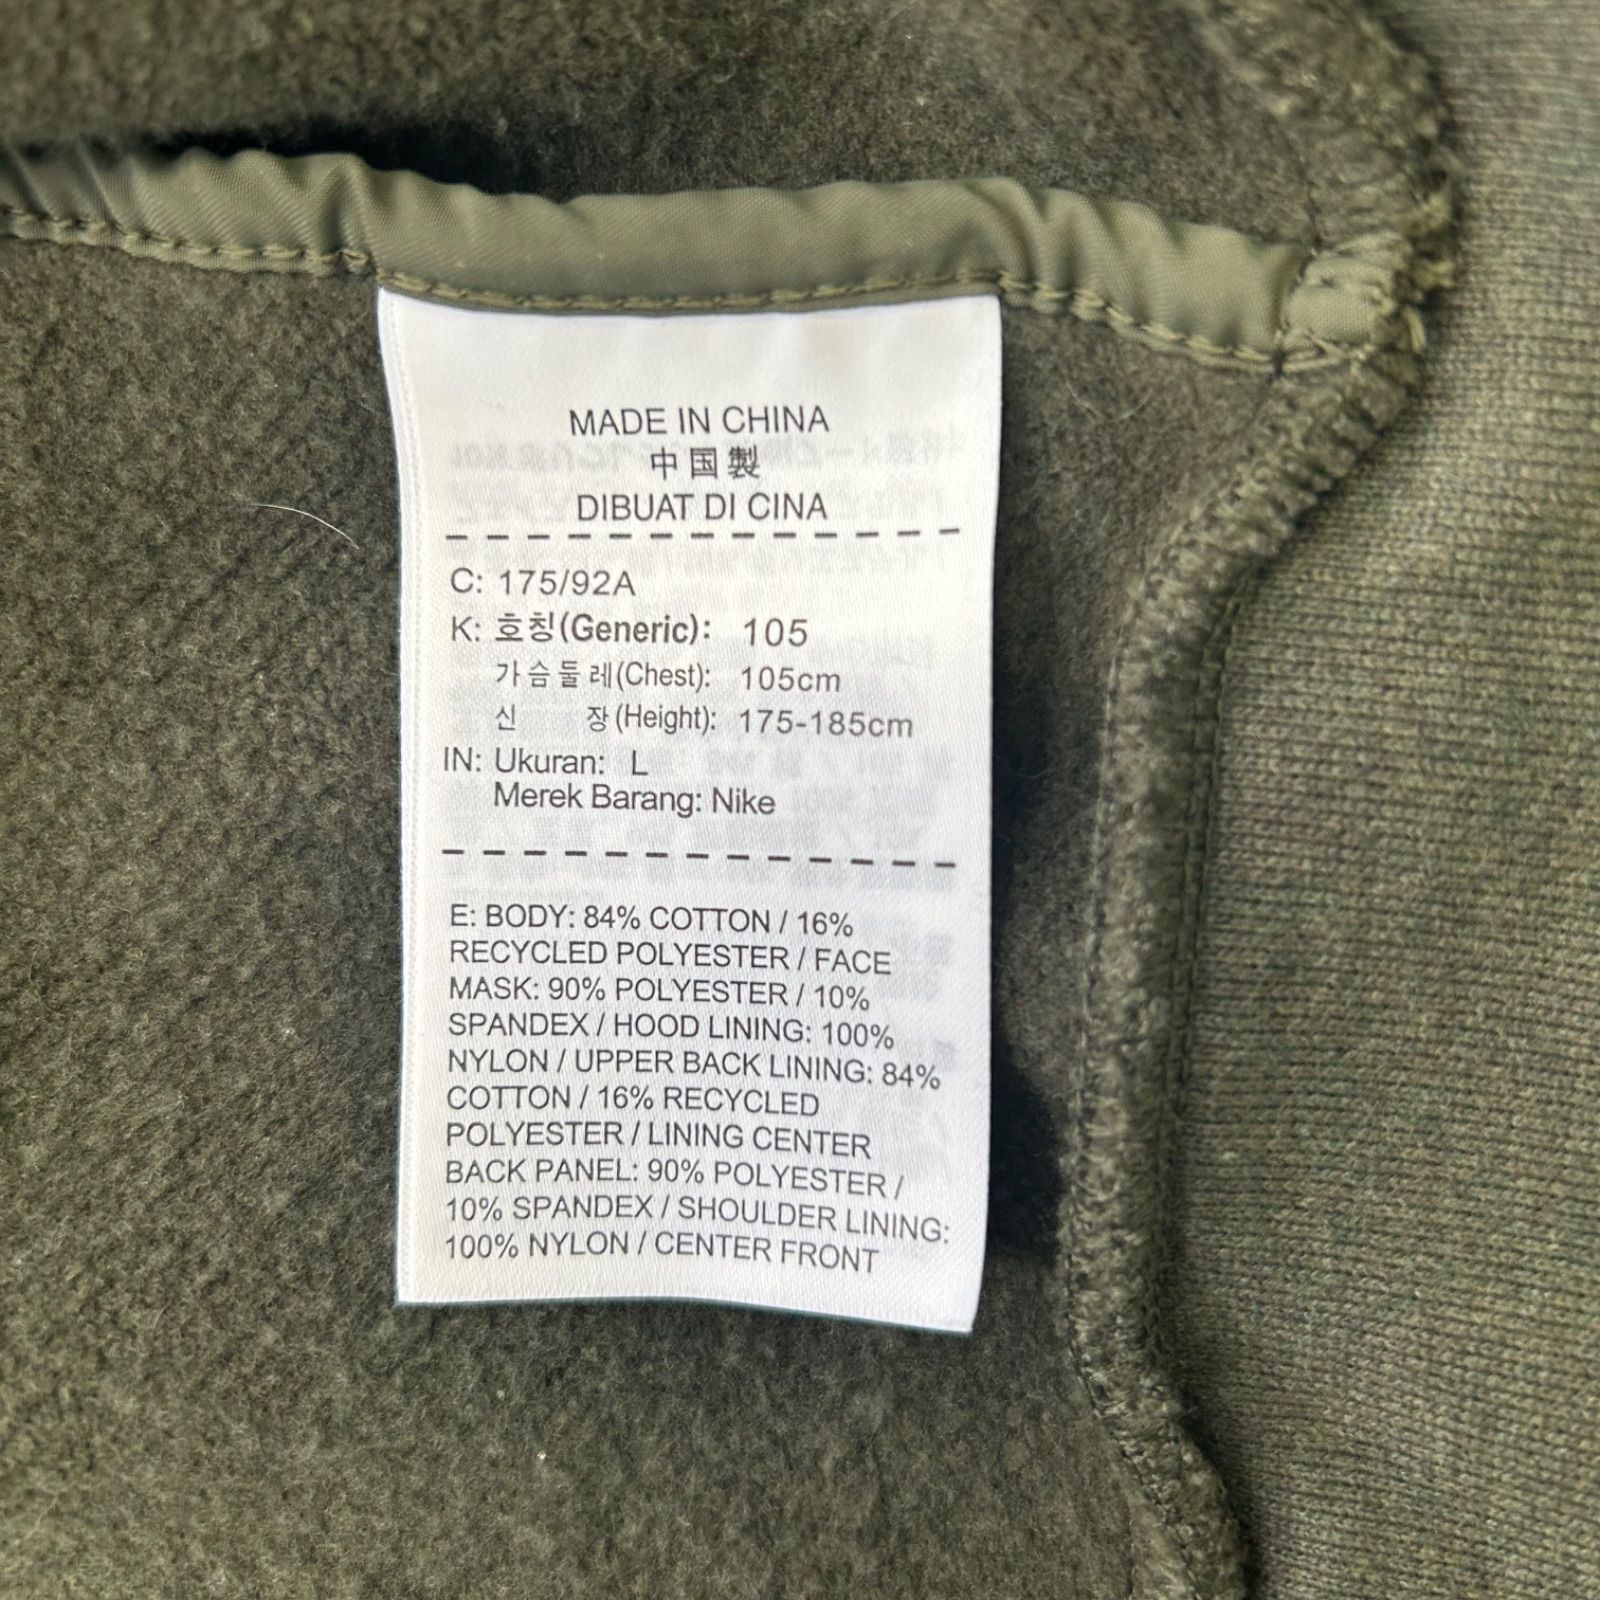 MADE IN CHINA
中国製
DIBUAT DI CINA
C: 175/92A
K: 호칭(Generic): 105
가슴둘레(Chest): 105cm
신 장(Height): 175-185cm
IN: Ukuran: L
Merek Barang: Nike
E: BODY: 84% COTTON / 16%
RECYCLED POLYESTER / FACE
MASK: 90% POLYESTER / 10%
SPANDEX / HOOD LINING: 100%
NYLON / UPPER BACK LINING: 84%
COTTON / 16% RECYCLED
POLYESTER / LINING CENTER
BACK PANEL: 90% POLYESTER /
10% SPANDEX / SHOULDER LINING:
100% NYLON / CENTER FRONT